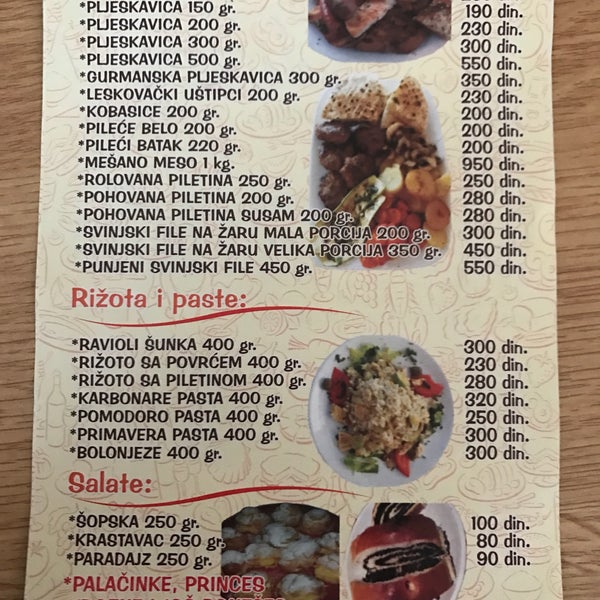 *PLJESKAVICA 150 gr. 190 din.
*PLJESKAVICA 200 gr. 230 din.
*PLJESKAVICA 300 gr. 300 din.
*PLJESKAVICA 500 gr. 550 din.
*GURMANSKA PLJESKAVICA 300 gr. 350 din.
*LESKOVAČKI UŠTIPCI 200 gr. 230 din.
*KOBASICE 200 gr. 200 din.
*PILEĆE BELO 200 gr. 200 din.
*PILEĆI BATAK 220 gr. 200 din.
*MEŠANO MESO 1 kg. 950 din.
*ROLOVANA PILETINA 250 gr. 250 din.
*POHOVANA PILETINA 200 gr. 280 din.
*POHOVANA PILETINA SUSAM 200 gr. 280 din.
*SVINJSKI FILE NA ŽARU MALA PORCIJA 200 gr. 300 din.
*SVINJSKI FILE NA ŽARU VELIKA PORCIJA 350 gr. 450 din.
*PUNJENI SVINJSKI FILE 450 gr. 550 din.
Rižota i paste:
*RAVIOLI ŠUNKA 400 gr. 300 din.
*RIŽOTO SA POVRĆEM 400 gr. 230 din.
*RIŽOTO SA PILETINOM 400 gr. 280 din.
*KARBONARE PASTA 400 gr. 320 din.
*POMODORO PASTA 400 gr. 250 din.
*PRIMAVERA PASTA 400 gr. 300 din.
*BOLONJEZE 400 gr. 300 din.
Salate:
*ŠOPSKA 250 gr. 100 din.
*KRASTAVAC 250 gr. 80 din.
*PARADAJZ 250 gr. 90 din.
*PALAČINKE, PRINCES